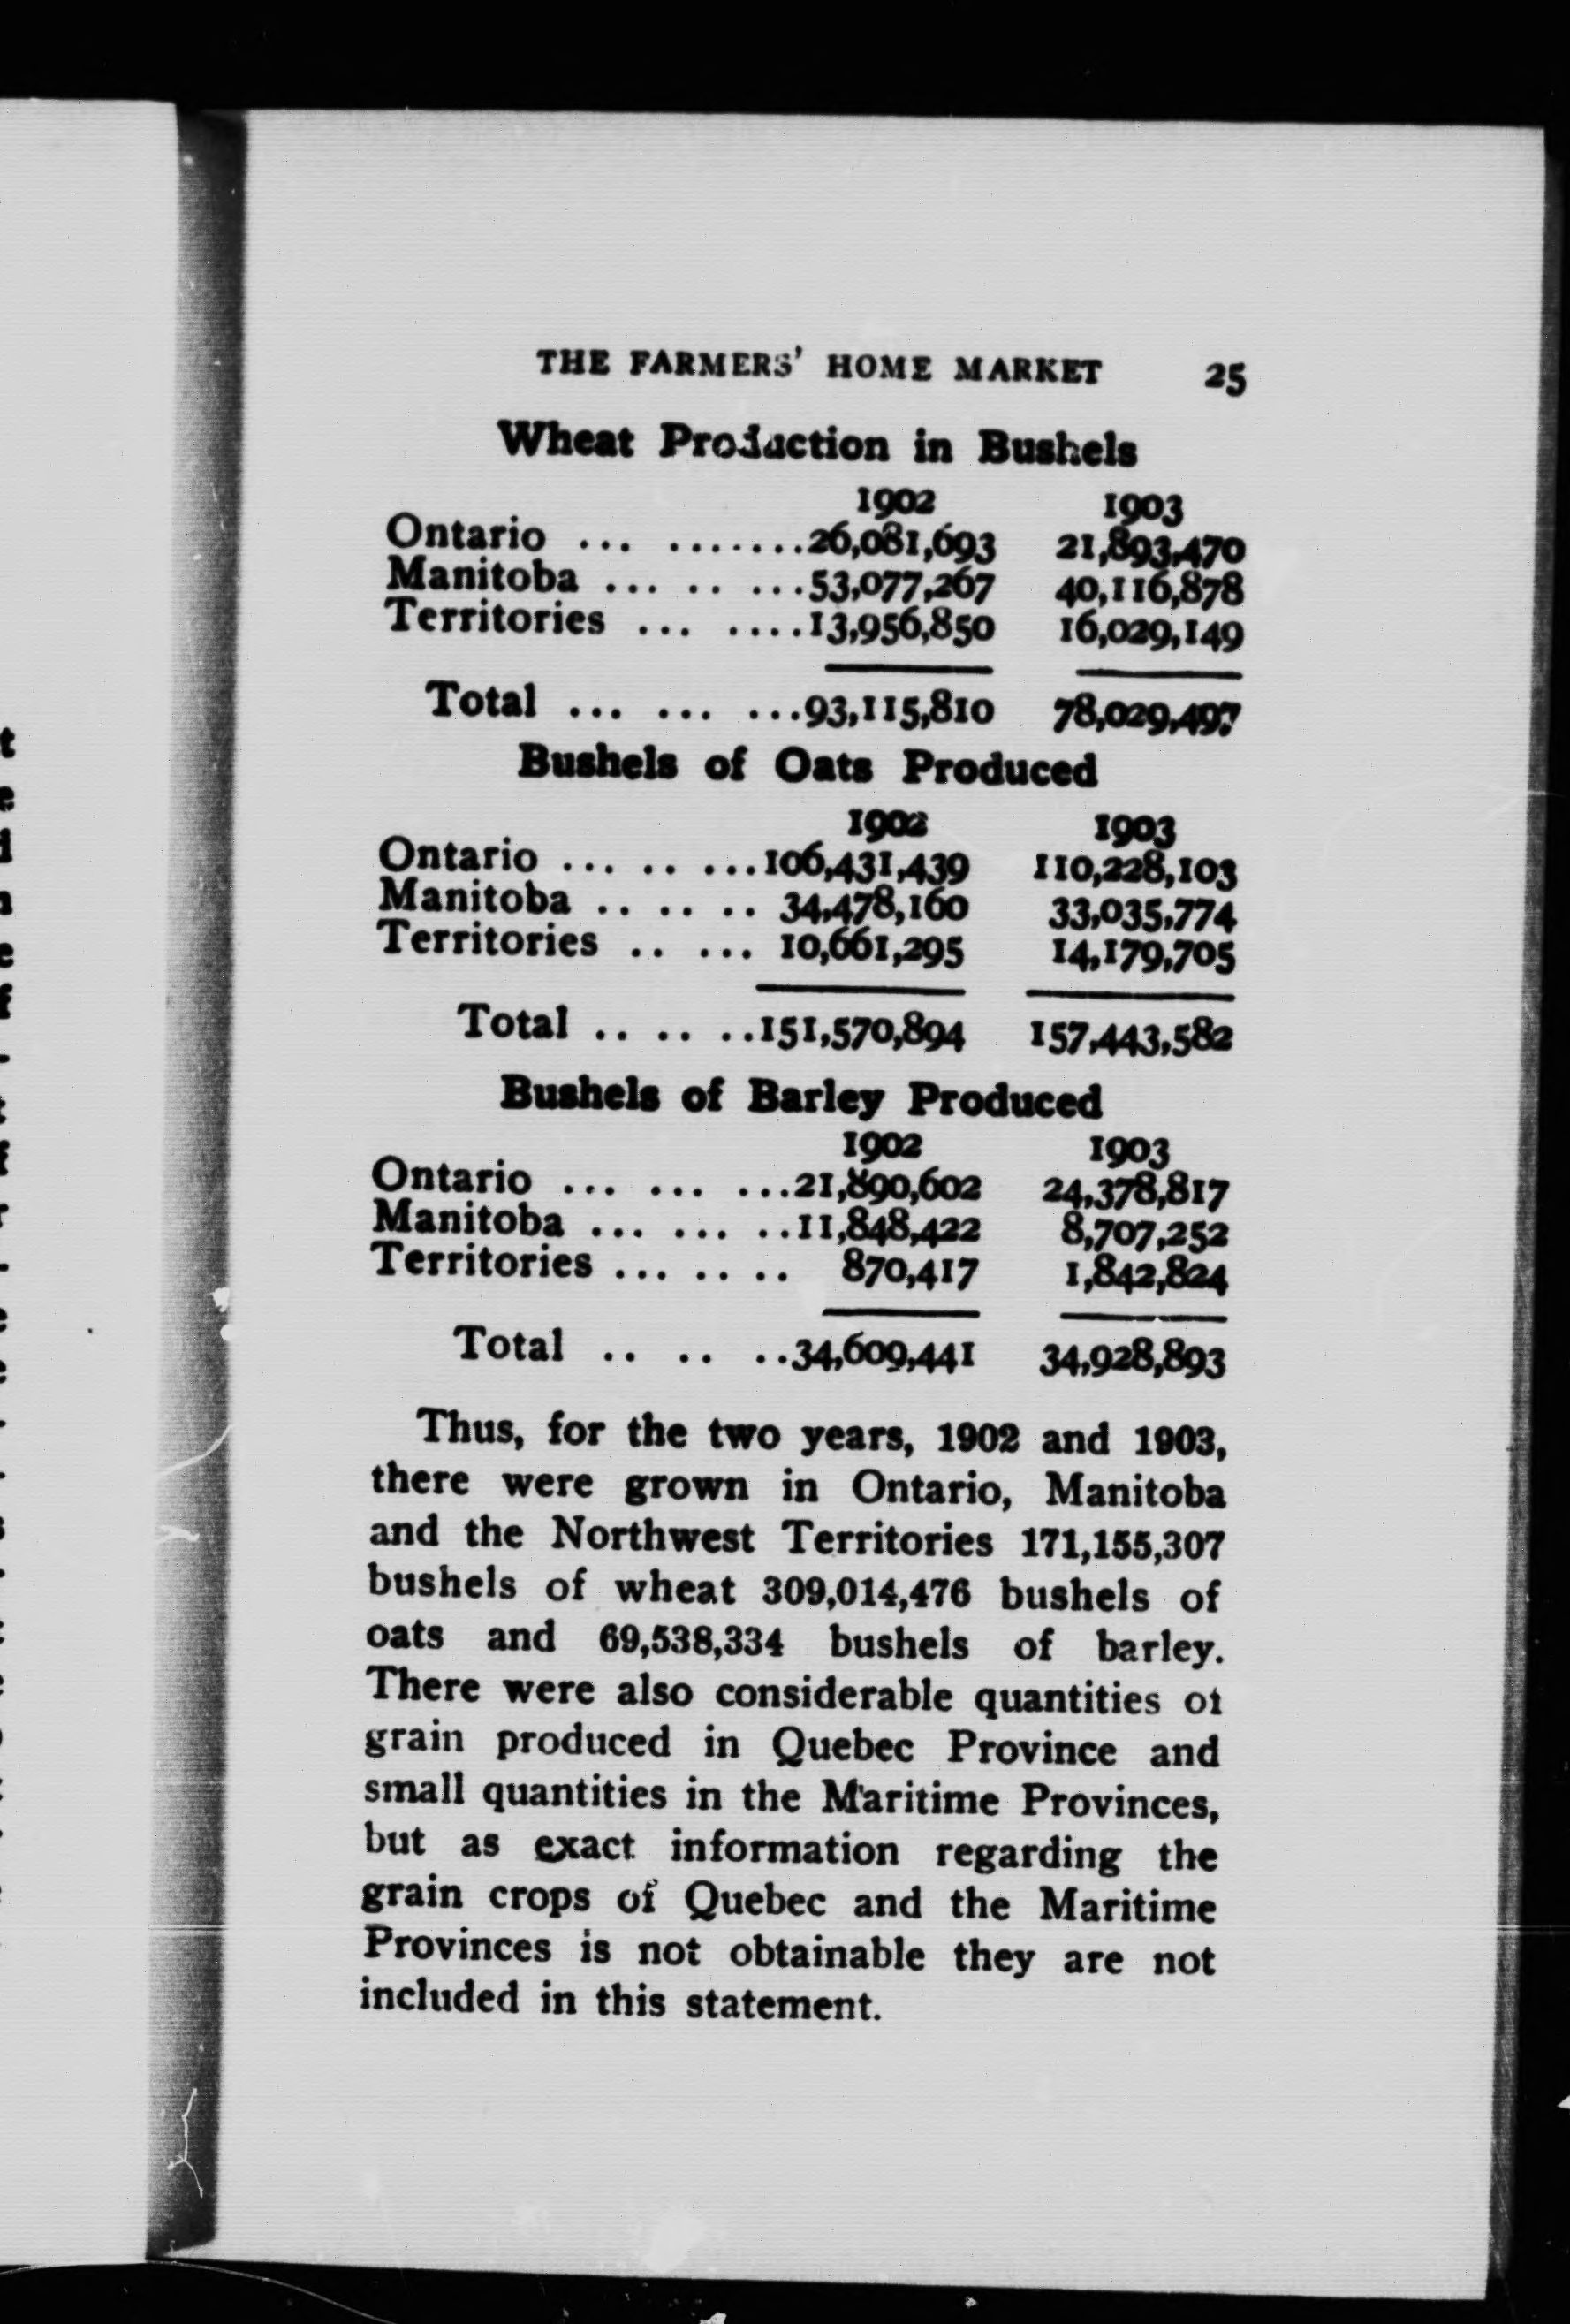 THE FARMERS' HOME MARKET 25
Wheat Production in Bushels
1902 1903
Ontario ... .......26,081,693 21,893,470
Manitoba ... .. ...53,077,267 40,116,878
Territories ... ....13,956,850 16,029,149
Total ... ... ...93,115,810 78,029,497
Bushels of Oats Produced
1902 1903
Ontario ... .. ...106,431,439 110,228,103
Manitoba .. .. .. 34,478,160 33,035,774
Territories .. ... 10,661,295 14,179,705
Total .. .. ..151,570,894 157,443,582
Bushels of Barley Produced
1902 1903
Ontario ... ... ...21,890,602 24,378,817
Manitoba ... ... ..11,848,422 8,707,252
Territories ... .. .. 870,417 1,842,824
Total .. .. ..34,609,441 34,928,893
Thus, for the two years, 1902 and 1903,
there were grown in Ontario, Manitoba
and the Northwest Territories 171,155,307
bushels of wheat 309,014,476 bushels of
oats and 69,538,334 bushels of barley.
There were also considerable quantities of
grain produced in Quebec Province and
small quantities in the Maritime Provinces,
but as exact information regarding the
grain crops of Quebec and the Maritime
Provinces is not obtainable they are not
included in this statement.